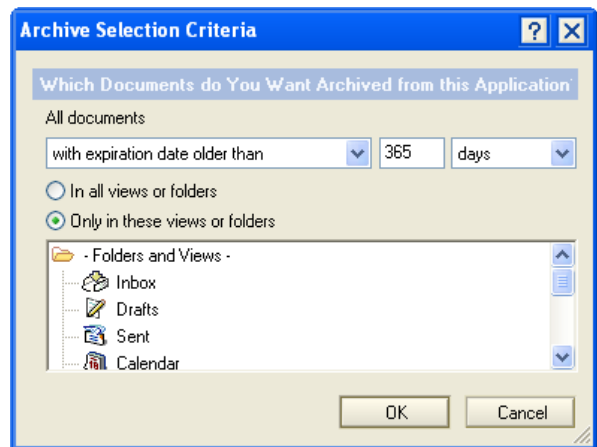 Archive Selection Criteria
?
Which Documents do You Want Archived from this Application
All documents
with expiration date older than 365 days
In all views or folders
Only in these views or folders
- Folders and Views -
Inbox
Drafts
Sent
Calendar
OK Cancel